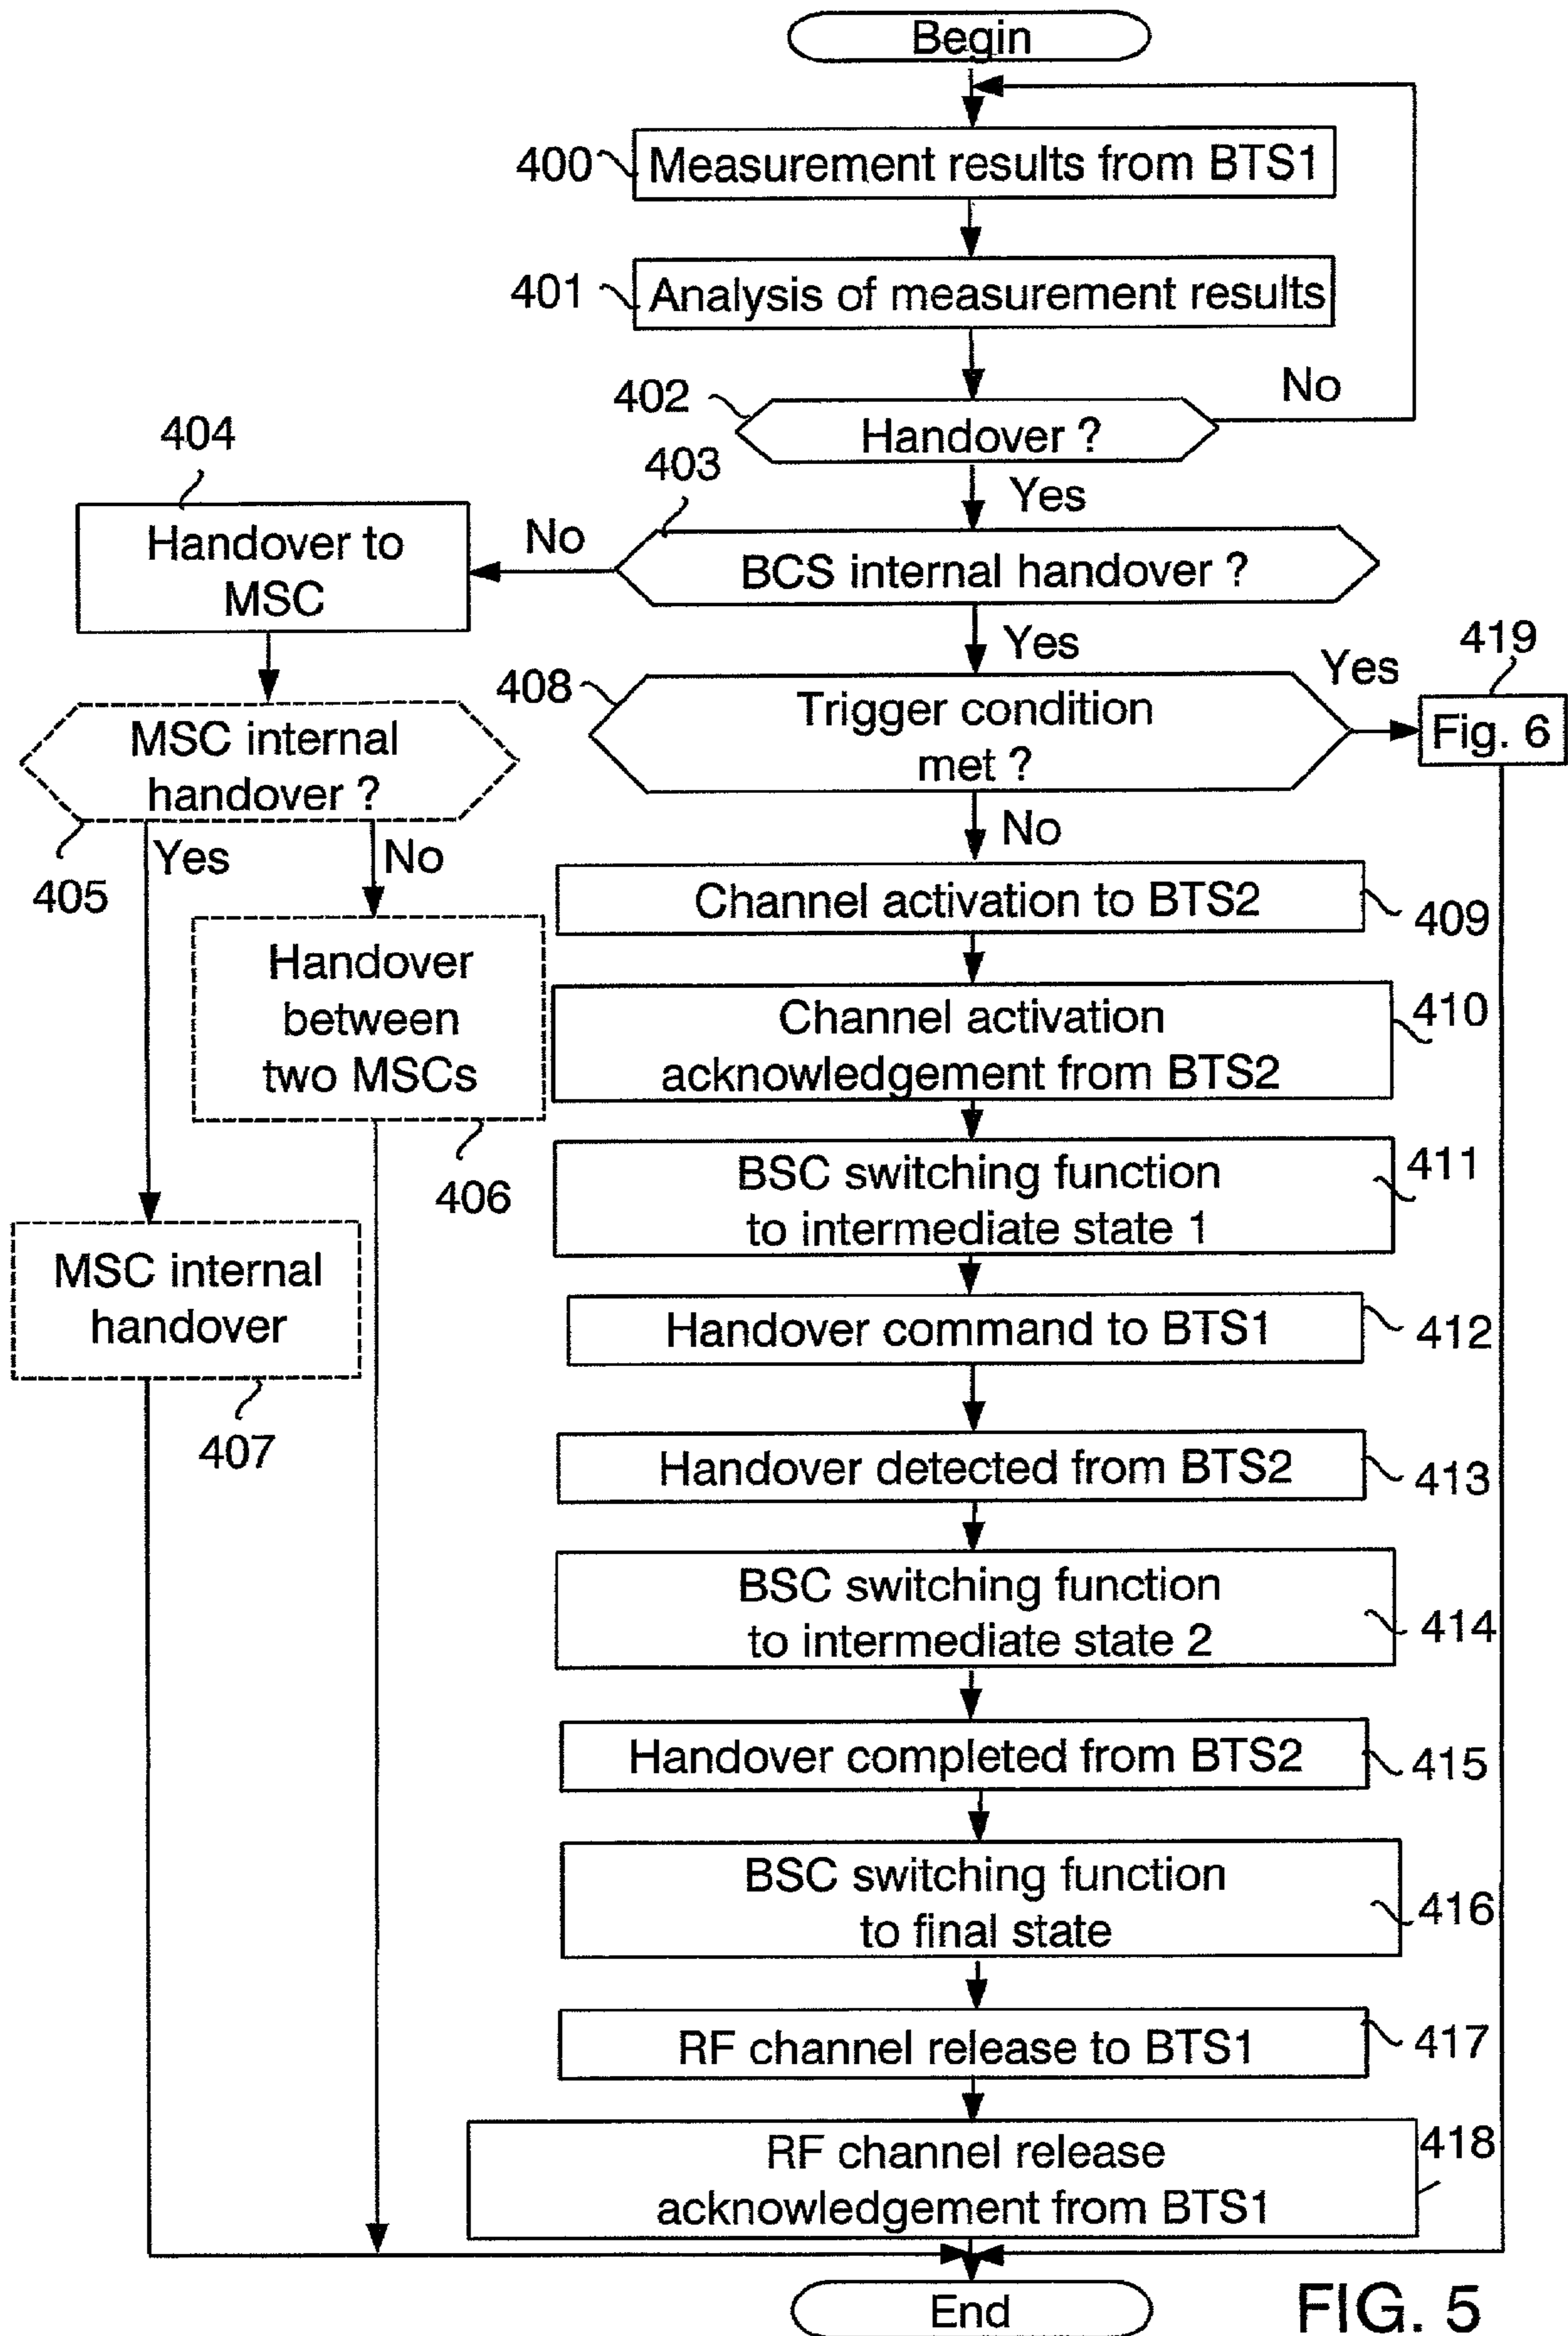 Begin
400
Measurement results from BTS1
401
Analysis of measurement results
402
Handover ?
No
Yes
403
BCS internal handover ?
No
404
Handover to
MSC
Yes
408
Trigger condition
met ?
Yes
419
Fig. 6
MSC internal
handover ?
405
Yes
No
No
Channel activation to BTS2
409
Handover
between
two MSCs
406
Channel activation
acknowledgement from BTS2
410
BSC switching function
to intermediate state 1
411
MSC internal
handover
407
Handover command to BTS1
412
Handover detected from BTS2
413
BSC switching function
to intermediate state 2
414
Handover completed from BTS2
415
BSC switching function
to final state
416
RF channel release to BTS1
417
RF channel release
acknowledgement from BTS1
418
End
FIG. 5